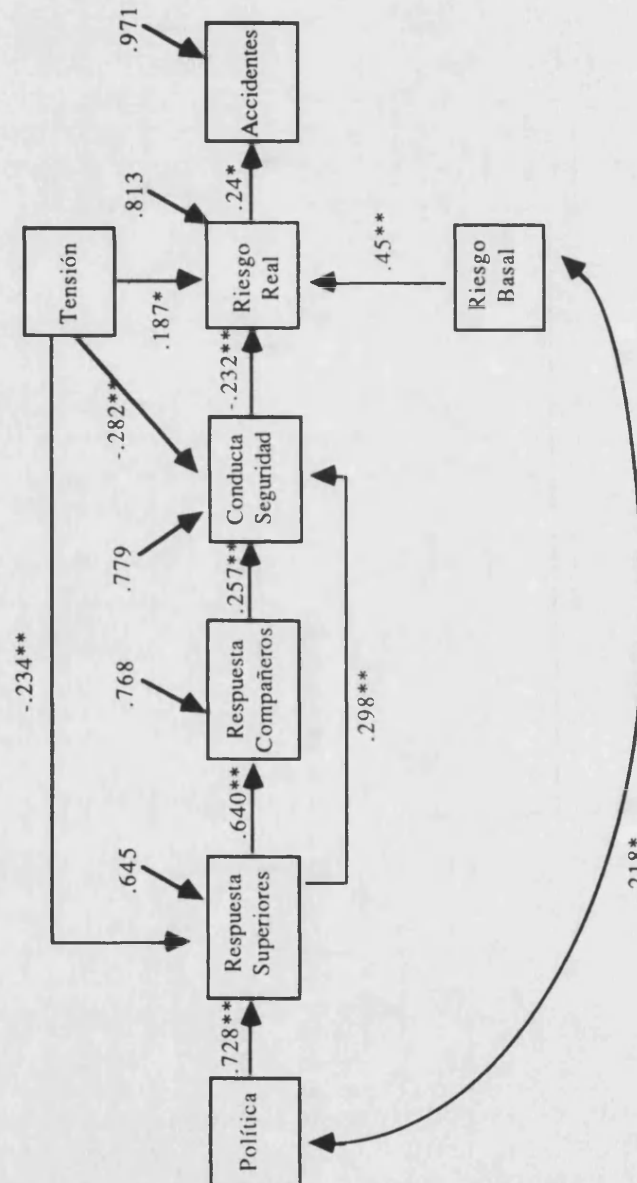 -.234**
Tensión
-.282**
.187*
.645
.768
.779
.813
.971
Política
.728**
Respuesta
Superiores
.640**
Respuesta
Compañeros
.257**
Conducta
Seguridad
-.232**
Riesgo
Real
.24*
Accidentes
.298**
.45**
Riesgo
Basal
.218*